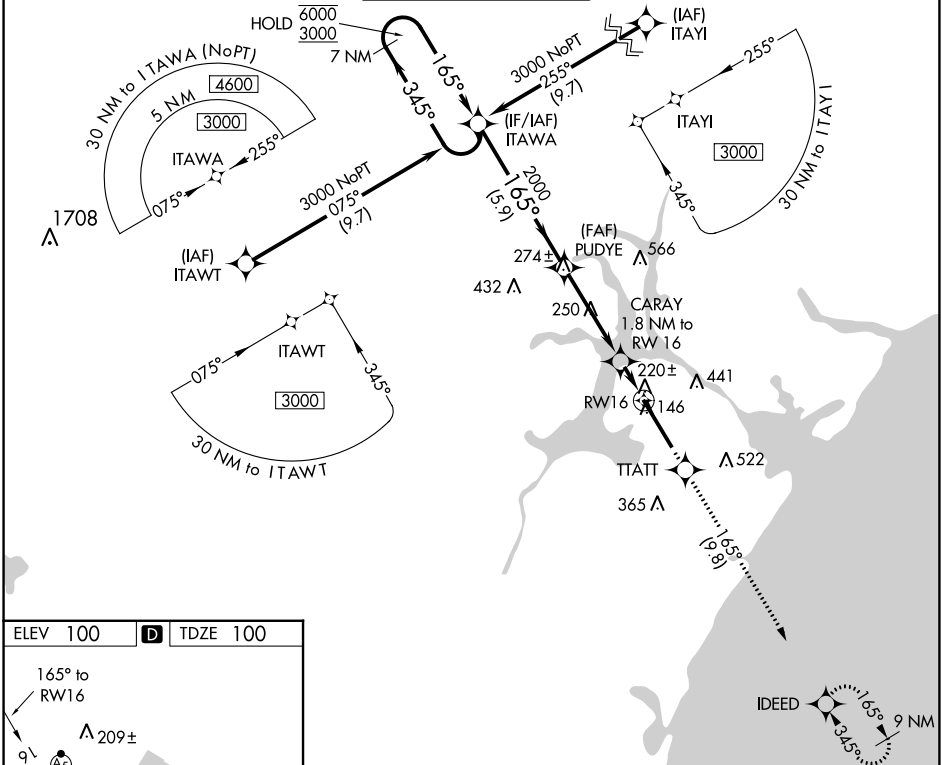 HOLD 6000
3000
7 NM
165°
345°
(IAF)
ITAYI
3000 NoPT
255°
(9.7)
(IF/IAF)
ITAWA
30 NM to ITAWA (NoPT)
4600
5 NM
3000
ITAWA
075°
255°
1708
3000 NoPT
075°
(9.7)
(IAF)
ITAWT
255°
ITAYI
3000
345°
30 NM to ITAYI
2000
165°
(5.9)
(FAF)
PUDYE
274±
566
432
250
CARAY
1.8 NM to
RW 16
220±
441
RW16
146
TTATT
522
365
165°
(9.8)
075°
ITAWT
345°
3000
30 NM to ITAWT
IDEED
165°
345°
9 NM
ELEV 100 D TDZE 100
165° to
RW16
209±
16
A5